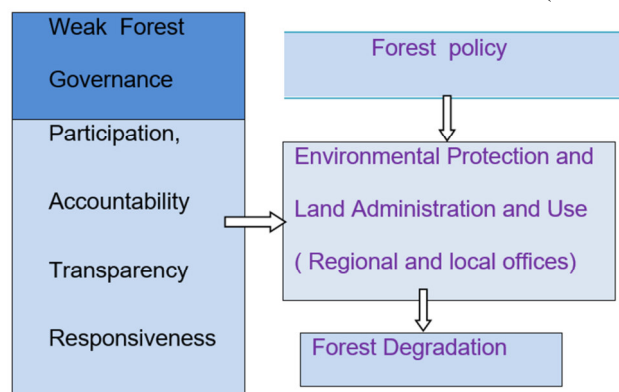 Weak Forest
Governance
Participation,
Accountability
Transparency
Responsiveness
Forest policy
Environmental Protection and
Land Administration and Use
( Regional and local offices)
Forest Degradation